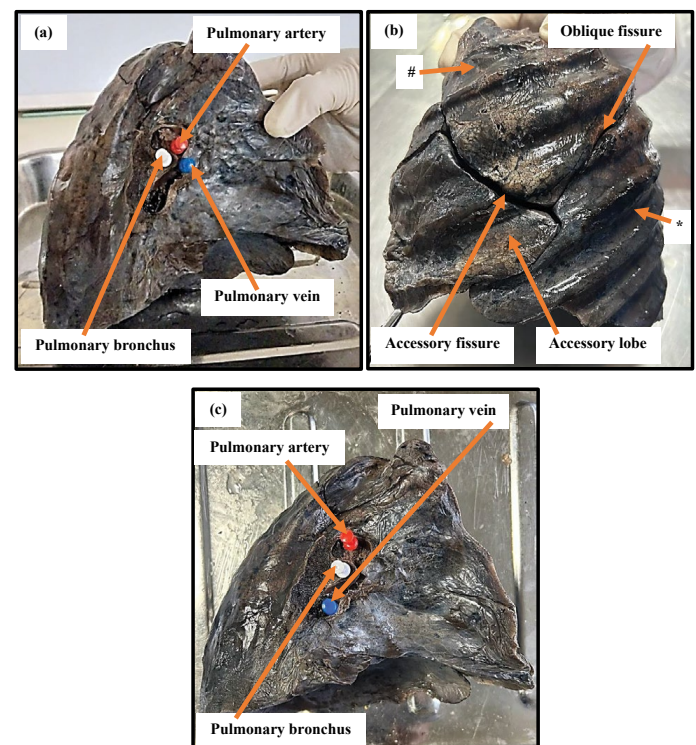 (a)
Pulmonary artery
Pulmonary vein
Pulmonary bronchus
(b)
Oblique fissure
#
*
Accessory fissure
Accessory lobe
(c)
Pulmonary vein
Pulmonary artery
Pulmonary bronchus